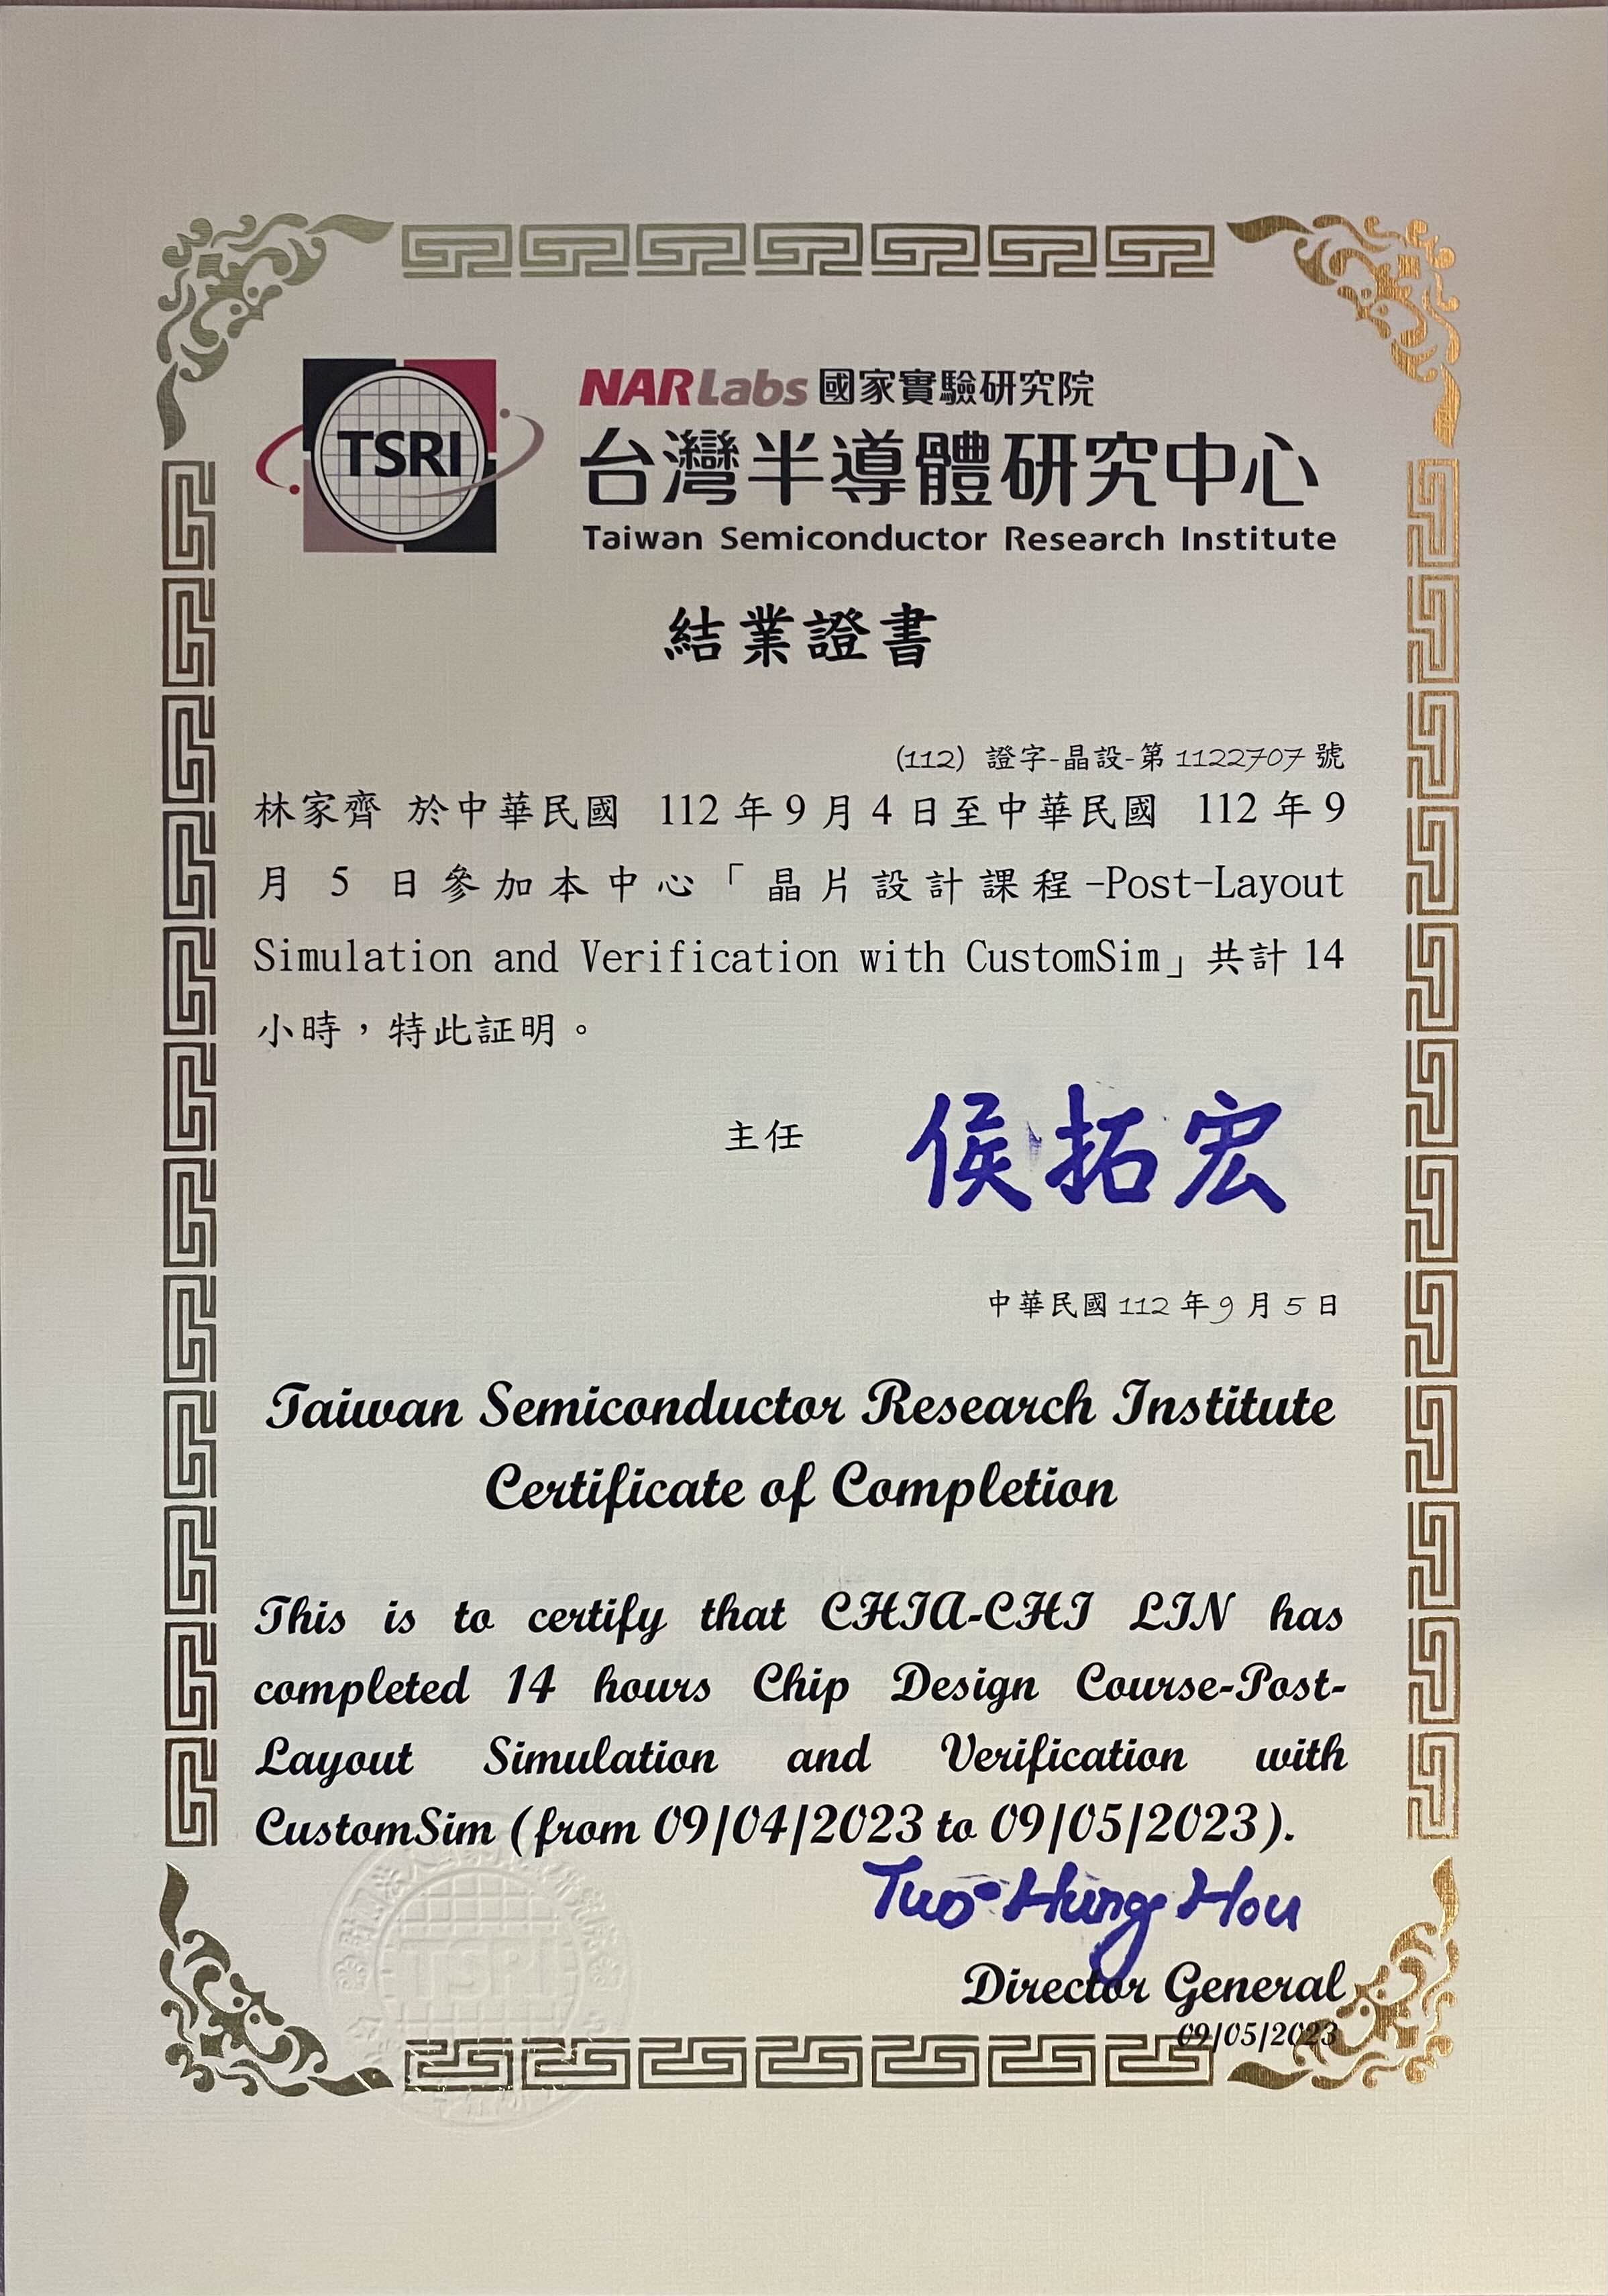 NARLabs 國家實驗研究院
TSRI
台灣半導體研究中心
Taiwan Semiconductor Research Institute
結業證書
(112) 證字-晶設-第 1122707 號
林家齊 於中華民國 112 年 9 月 4 日至中華民國 112 年 9
月 5 日參加本中心「晶片設計課程-Post-Layout
Simulation and Verification with CustomSim」共計 14
小時，特此証明。
主任 侯拓宏
中華民國 112 年 9 月 5 日
Taiwan Semiconductor Research Institute
Certificate of Completion
This is to certify that CHIA-CHI LIN has
completed 14 hours Chip Design Course-Post-
Layout Simulation and Verification with
CustomSim (from 09/04/2023 to 09/05/2023).
Tuo-Hung Hou
Director General
09/05/2023
TSRI